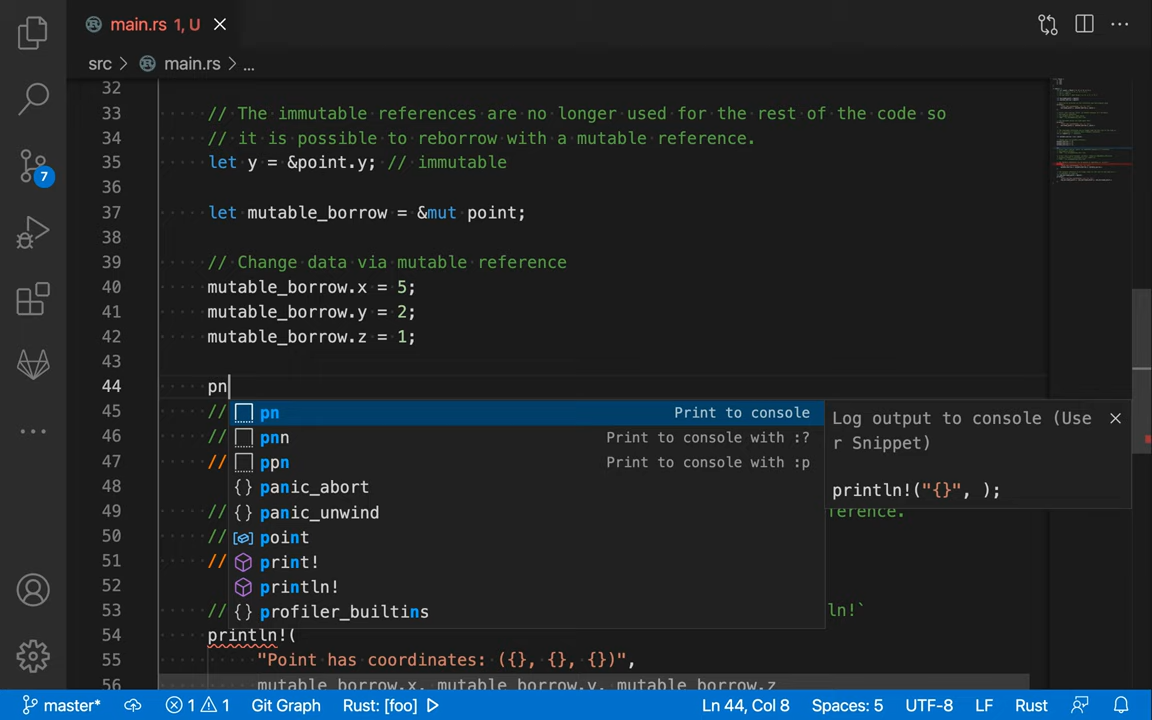 main.rs 1, U
src > main.rs > ...
32
33 // The immutable references are no longer used for the rest of the code so
34 // it is possible to reborrow with a mutable reference.
35 let y = &point.y; // immutable
36
37 let mutable_borrow = &mut point;
38
39 // Change data via mutable reference
40 mutable_borrow.x = 5;
41 mutable_borrow.y = 2;
42 mutable_borrow.z = 1;
43
44 pn
45 //
pn Print to console
Log output to console (Use
r Snippet)
println!("{}", );
46 //
pnn Print to console with :?
47 //
ppn Print to console with :p
48
panic_abort
49 //
panic_unwind
50 //
point
51 //
print!
52
println!
53 //
profiler_builtins
ln!`
54 println!(
55 "Point has coordinates: ({}, {}, {})",
56 mutable_borrow.x, mutable_borrow.y, mutable_borrow.z
7
master* 1 1 Git Graph Rust: [foo] Ln 44, Col 8 Spaces: 5 UTF-8 LF Rust